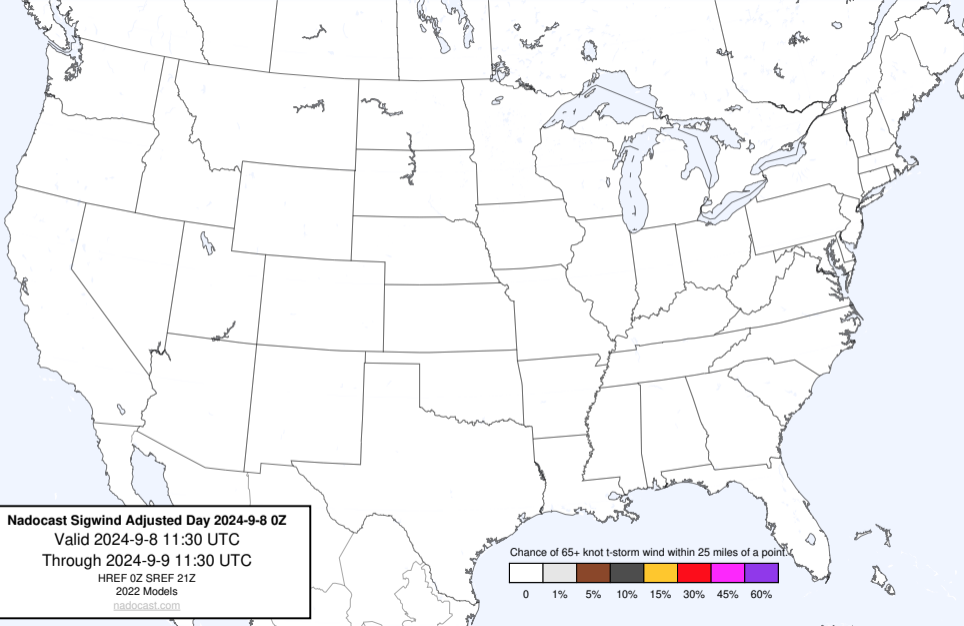 Nadocast Sigwind Adjusted Day 2024-9-8 0Z
Valid 2024-9-8 11:30 UTC
Through 2024-9-9 11:30 UTC
HREF 0Z SREF 21Z
2022 Models
nadocast.com
Chance of 65+ knot t-storm wind within 25 miles of a point.
0 1% 5% 10% 15% 30% 45% 60%